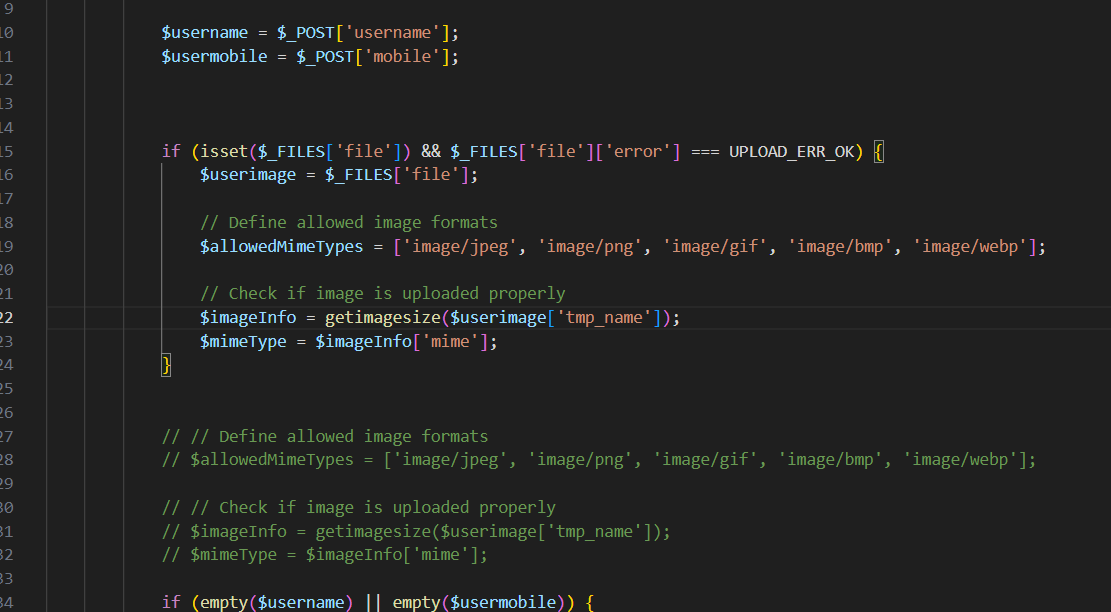 9
10 $username = $_POST['username'];
11 $usermobile = $_POST['mobile'];
12
13
14
15 if (isset($_FILES['file']) && $_FILES['file']['error'] === UPLOAD_ERR_OK) {
16 $userimage = $_FILES['file'];
17
18 // Define allowed image formats
19 $allowedMimeTypes = ['image/jpeg', 'image/png', 'image/gif', 'image/bmp', 'image/webp'];
20
21 // Check if image is uploaded properly
22 $imageInfo = getimagesize($userimage['tmp_name']);
23 $mimeType = $imageInfo['mime'];
24 }
25
26
27 // // Define allowed image formats
28 // $allowedMimeTypes = ['image/jpeg', 'image/png', 'image/gif', 'image/bmp', 'image/webp'];
29
30 // // Check if image is uploaded properly
31 // $imageInfo = getimagesize($userimage['tmp_name']);
32 // $mimeType = $imageInfo['mime'];
33
34 if (empty($username) || empty($usermobile)) {